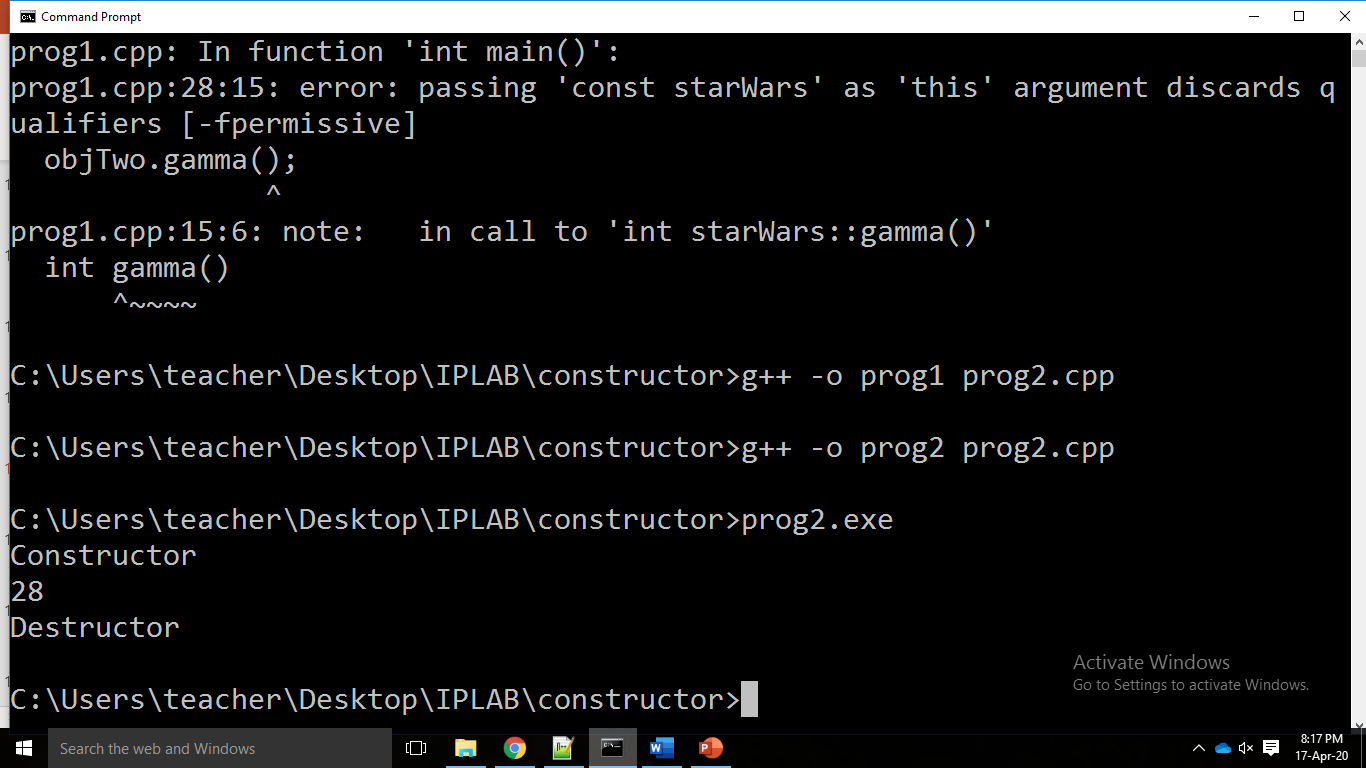 Command Prompt
prog1.cpp: In function 'int main()':
prog1.cpp:28:15: error: passing 'const starWars' as 'this' argument discards q
ualifiers [-fpermissive]
  objTwo.gamma();
               ^
prog1.cpp:15:6: note:   in call to 'int starWars::gamma()'
  int gamma()
      ^~~~~
C:\Users\teacher\Desktop\IPLAB\constructor>g++ -o prog1 prog2.cpp
C:\Users\teacher\Desktop\IPLAB\constructor>g++ -o prog2 prog2.cpp
C:\Users\teacher\Desktop\IPLAB\constructor>prog2.exe
Constructor
28
Destructor
C:\Users\teacher\Desktop\IPLAB\constructor>
Activate Windows
Go to Settings to activate Windows.
Search the web and Windows
8:17 PM
17-Apr-20